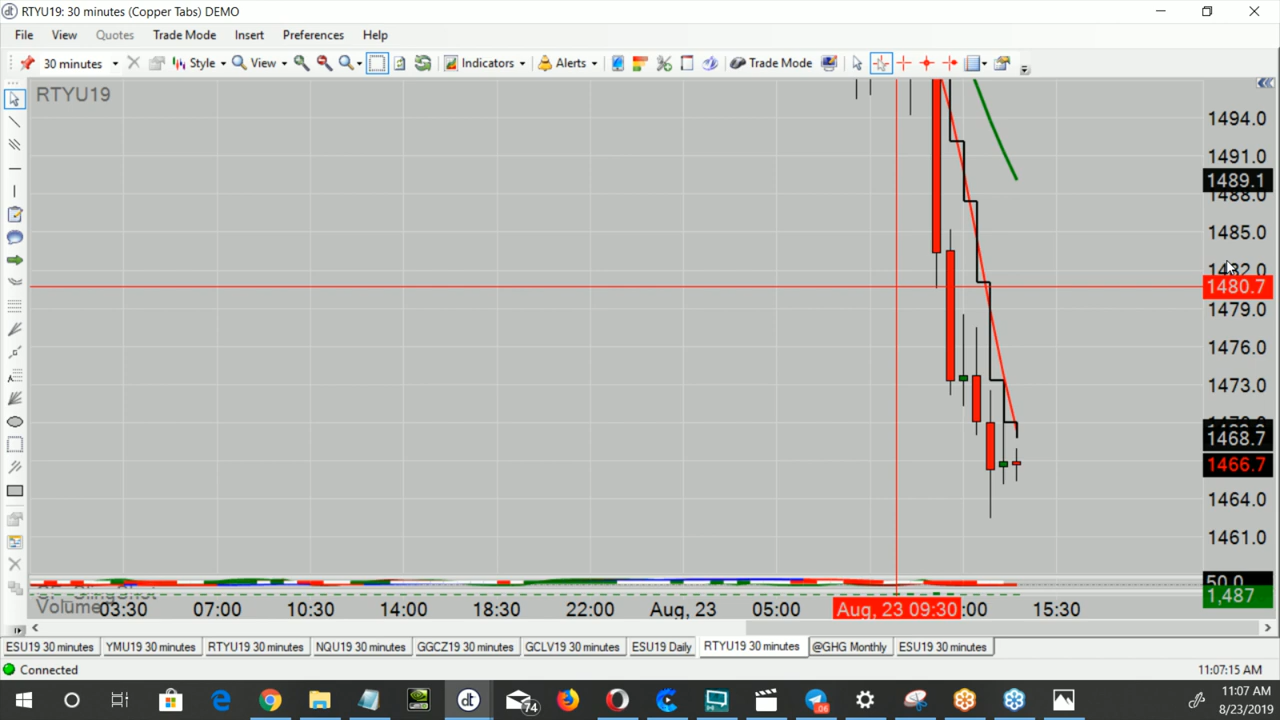 RTYU19: 30 minutes (Copper Tabs) DEMO
File View Quotes Trade Mode Insert Preferences Help
30 minutes Style View Indicators Alerts Trade Mode
RTYU19
1494.0
1491.0
1489.1
1488.0
1485.0
1482.0
1480.7
1479.0
1476.0
1473.0
1468.7
1466.7
1464.0
1461.0
50.0
1,487
Volume
03:30 07:00 10:30 14:00 18:30 22:00 Aug, 23 05:00 Aug, 23 09:30 :00 15:30
ESU19 30 minutes YMU19 30 minutes RTYU19 30 minutes NQU19 30 minutes GGCZ19 30 minutes GCLV19 30 minutes ESU19 Daily RTYU19 30 minutes @GHG Monthly ESU19 30 minutes
Connected 11:07:15 AM
74
06
11:07 AM
8/23/2019